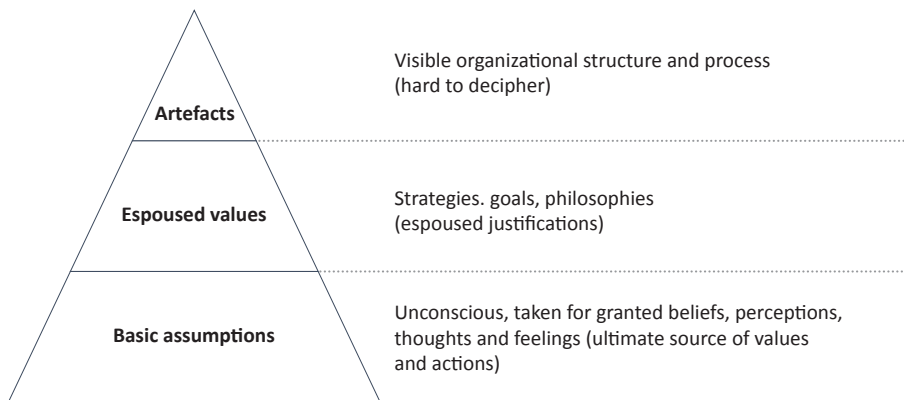 Visible organizational structure and process
(hard to decipher)
Artefacts
Strategies. goals, philosophies
Espoused values
(espoused justifications)
Unconscious, taken for granted beliefs, perceptions,
Basic assumptions
thoughts and feelings (ultimate source of values
and actions)